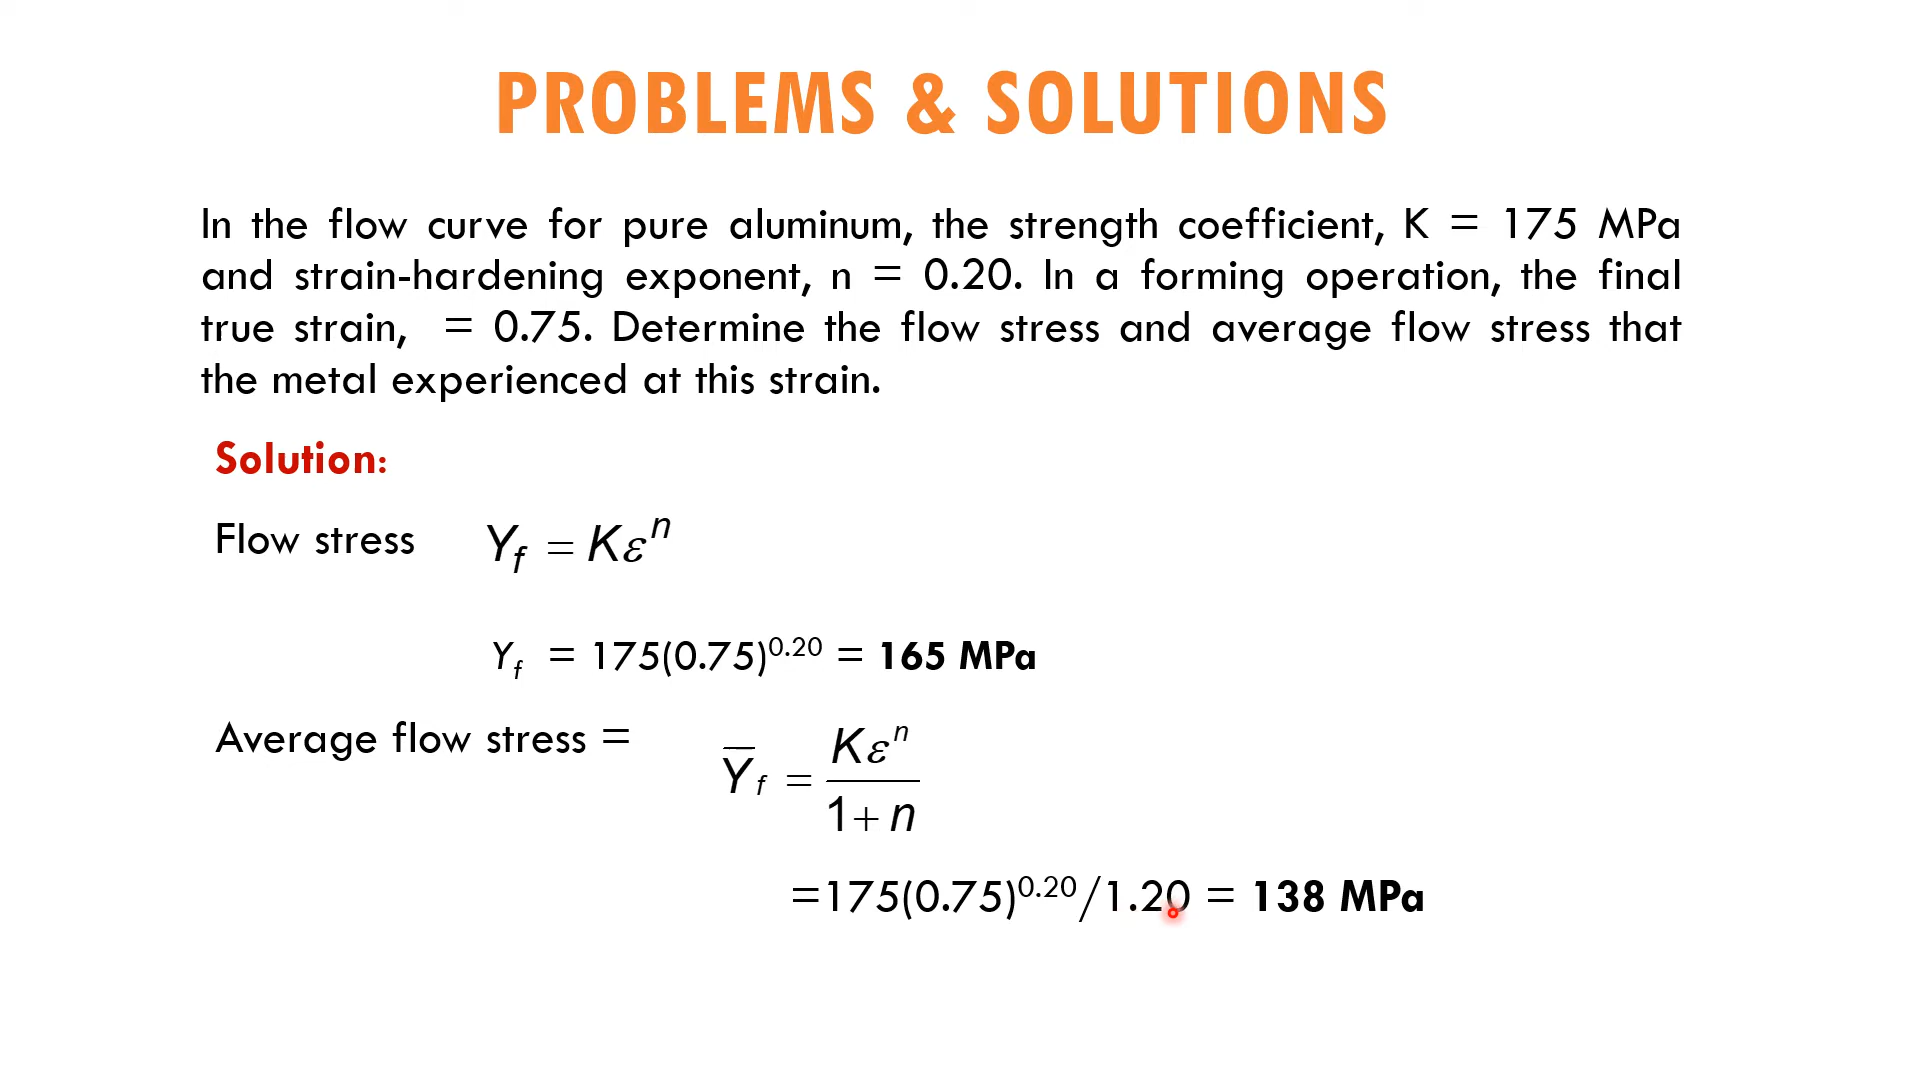 PROBLEMS & SOLUTIONS
In the flow curve for pure aluminum, the strength coefficient, K = 175 MPa
and strain-hardening exponent, n = 0.20. In a forming operation, the final
true strain, = 0.75. Determine the flow stress and average flow stress that
the metal experienced at this strain.
Solution:
Flow stress Y_f = Kε^n
Y_f = 175(0.75)^0.20 = 165 MPa
Average flow stress = Y̅_f = Kε^n / 1+n
=175(0.75)^0.20/1.20 = 138 MPa